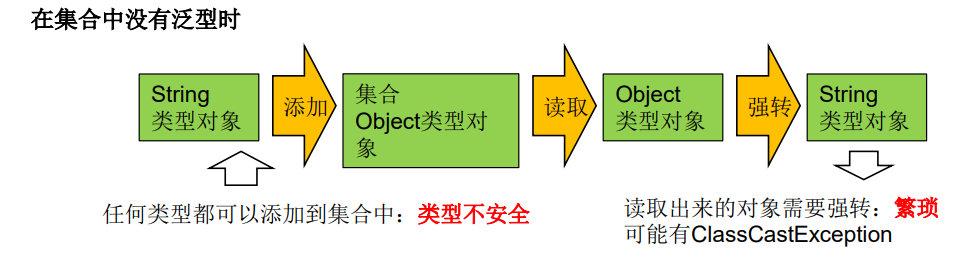 在集合中没有泛型时
String
类型对象
添加
集合
Object类型对
象
读取
Object
类型对象
强转
String
类型对象
任何类型都可以添加到集合中：类型不安全
读取出来的对象需要强转：繁琐
可能有ClassCastException